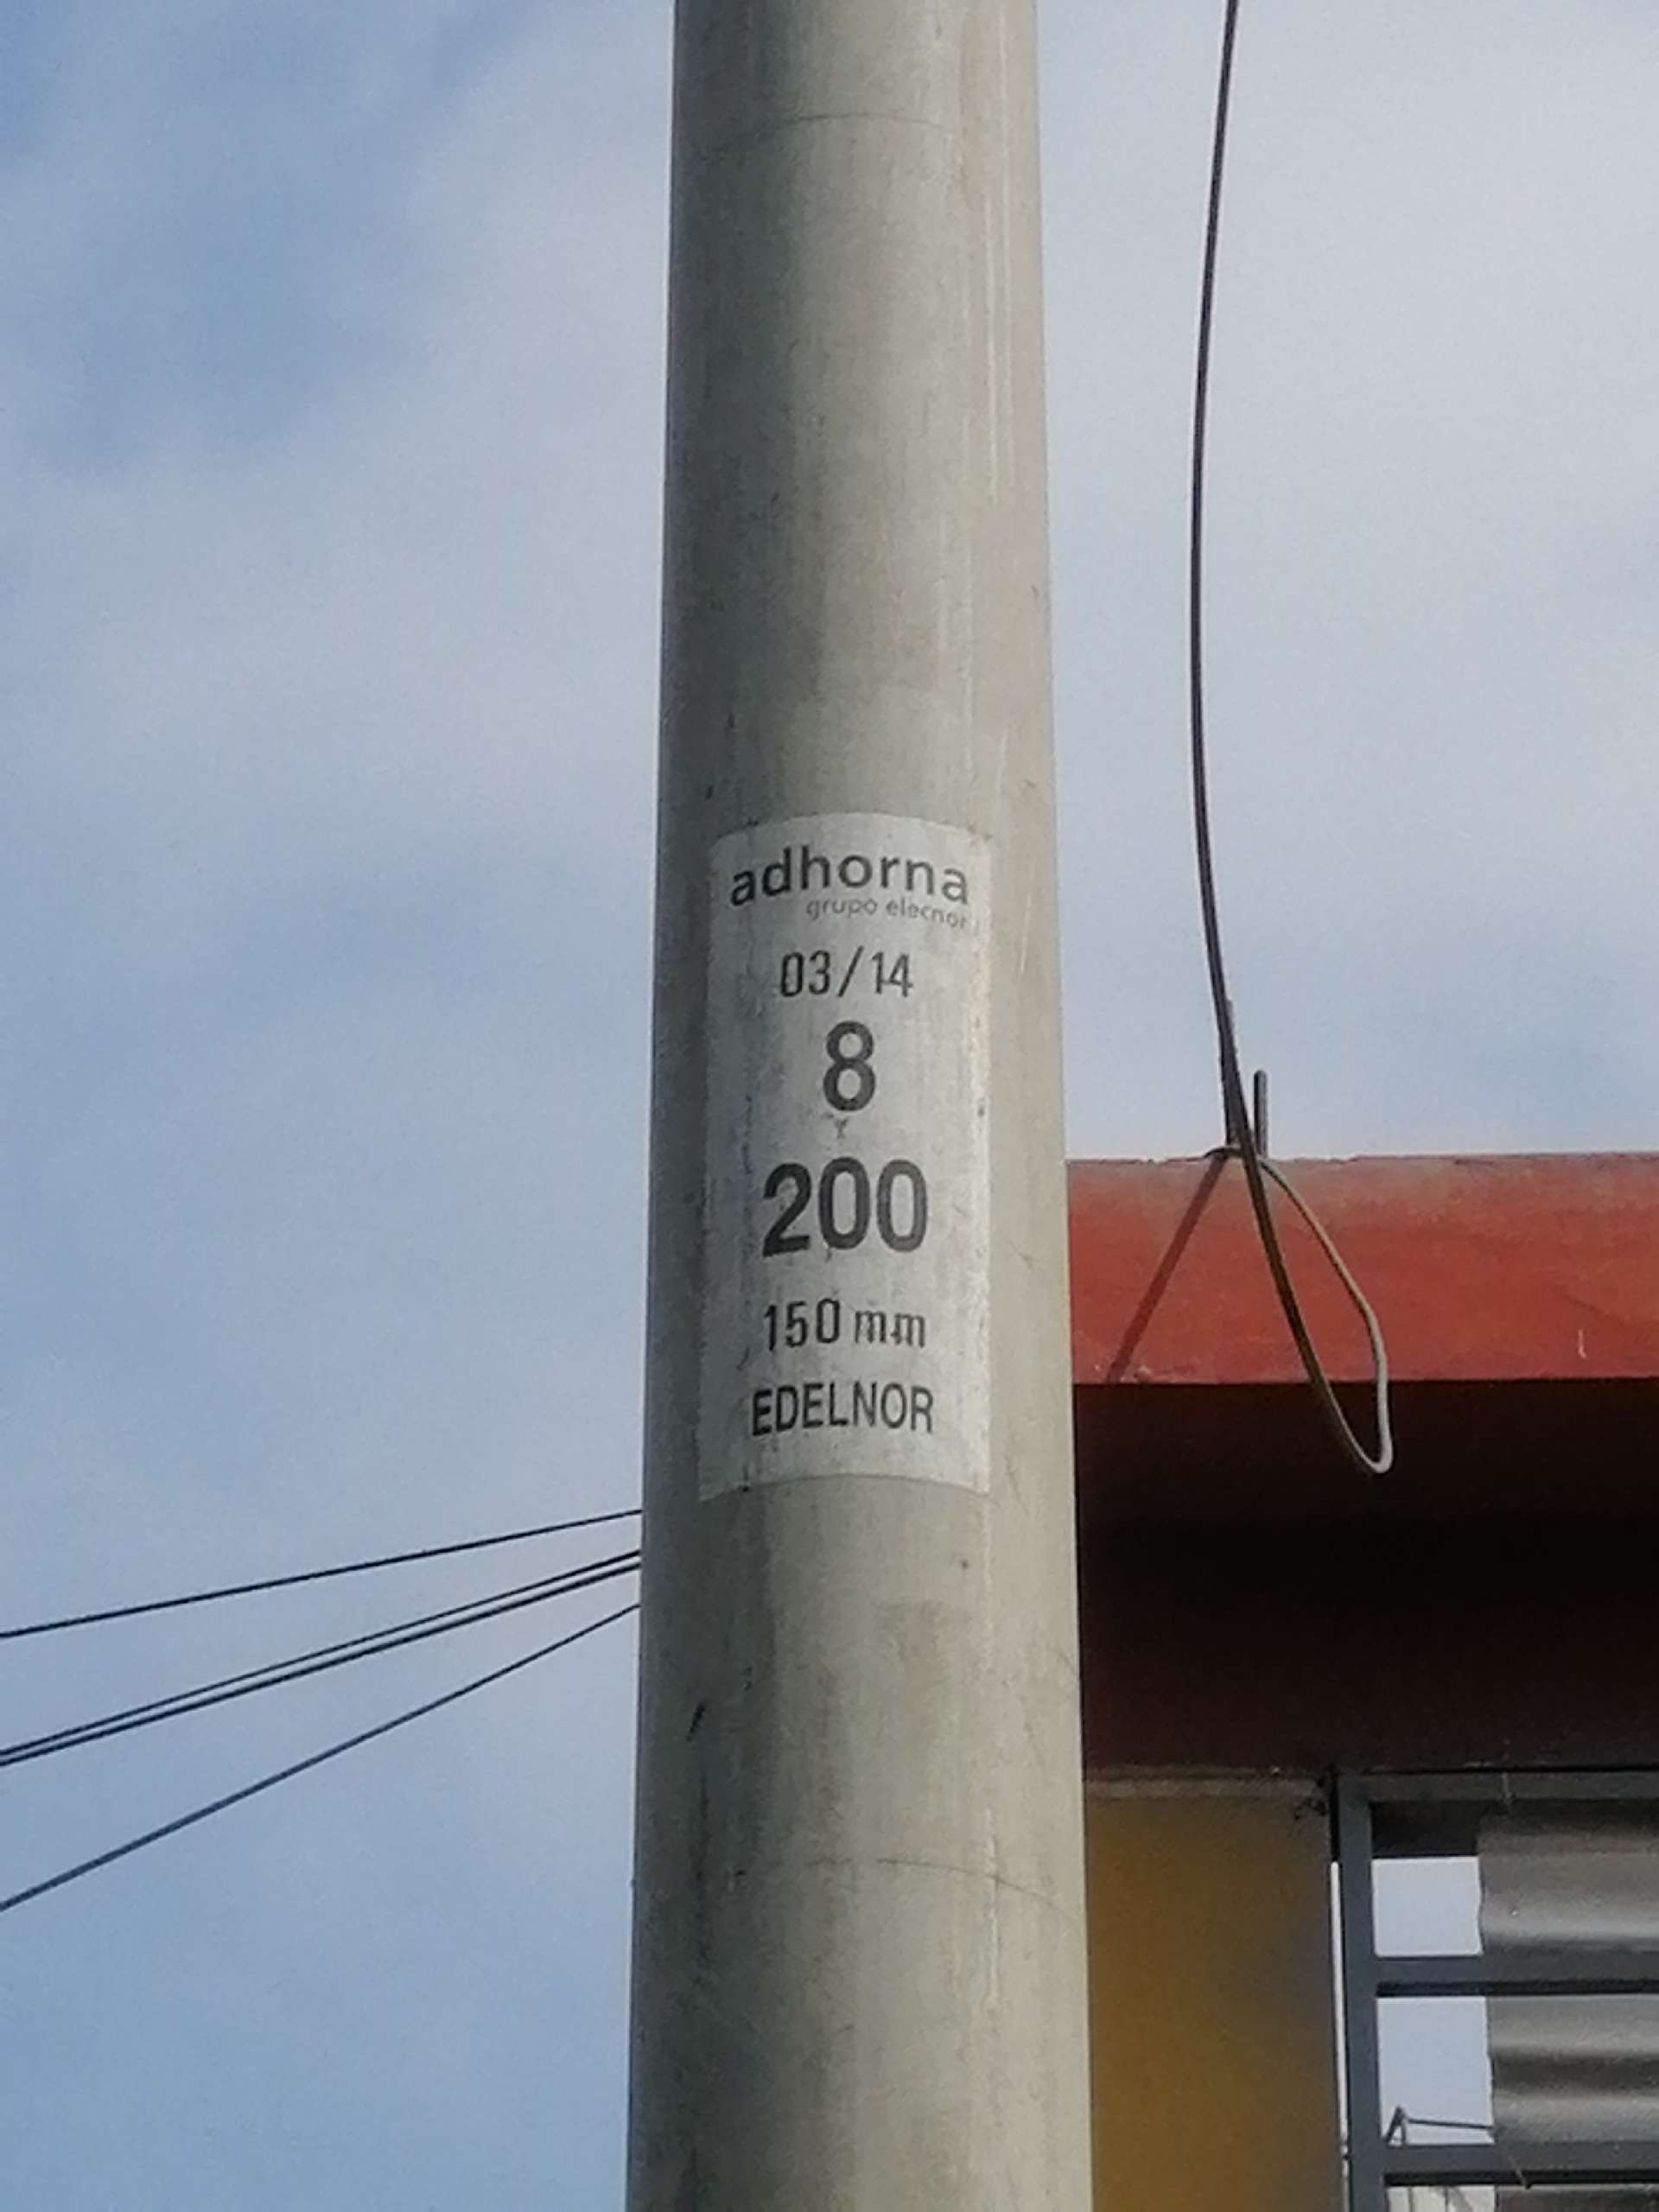 adhorna
grupo elecnor
03/14
8
200
150 mm
EDELNOR